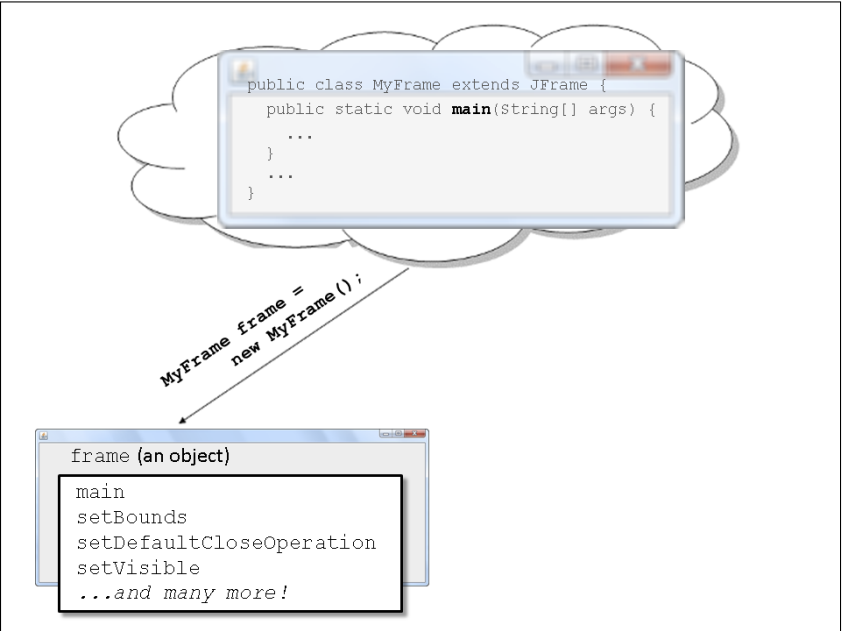 public class MyFrame extends JFrame {
public static void main(String[] args) {
...
}
...
}
MyFrame frame =
new MyFrame();
frame (an object)
main
setBounds
setDefaultCloseOperation
setVisible
...and many more!